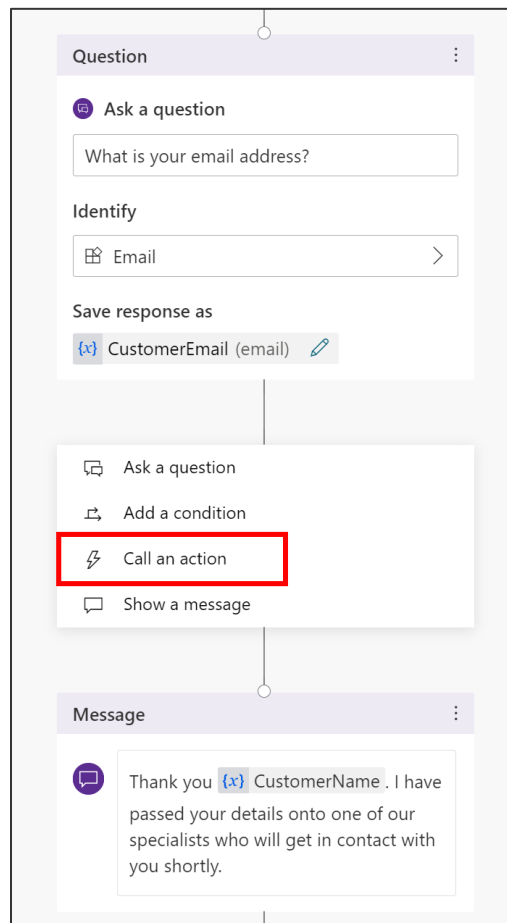 Question
Ask a question
What is your email address?
Identify
Email
Save response as
{x} CustomerEmail (email)
Ask a question
Add a condition
Call an action
Show a message
Message
Thank you {x} CustomerName . I have
passed your details onto one of our
specialists who will get in contact with
you shortly.